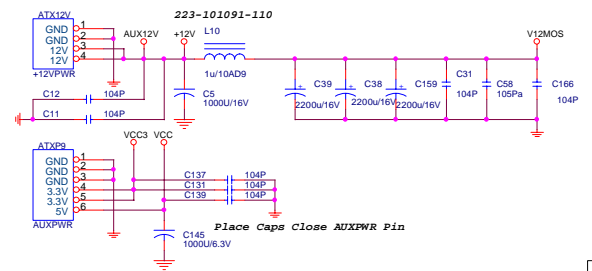 223-101091-110
ATX12V
GND 1
GND 2
12V 3
12V 4
+12VPWR
AUX12V
+12V
L10
1u/10AD9
V12MOS
C5
1000U/16V
C39
2200u/16V
C38
2200u/16V
C159
2200u/16V
C31
104P
C58
105Pa
C166
104P
C12
104P
C11
104P
ATXP9
GND 1
GND 2
GND 3
3.3V 4
3.3V 5
5V 6
AUXPWR
VCC3
VCC
C137
104P
C131
104P
C139
104P
Place Caps Close AUXPWR Pin
C145
1000U/6.3V